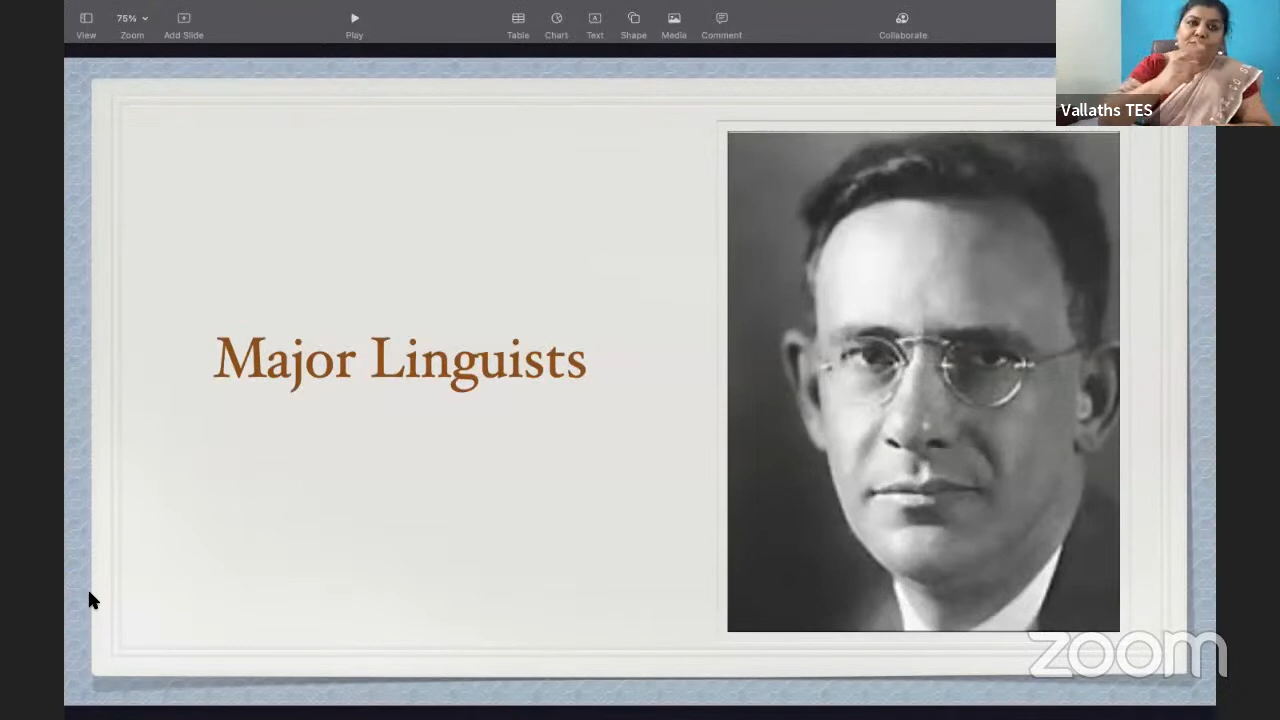 75%
View
Zoom
Add Slide
Play
Table
Chart
Text
Shape
Media
Comment
Collaborate
Vallaths TES
Major Linguists
zoom